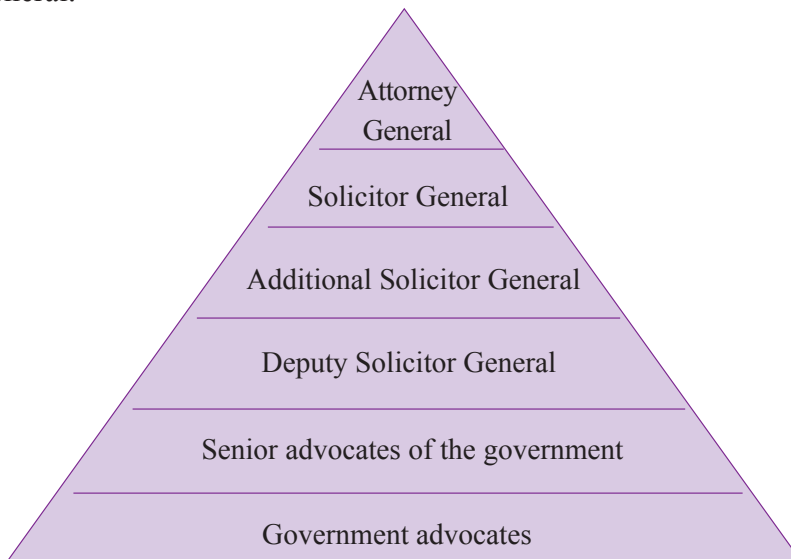 Attorney
General
Solicitor General
Additional Solicitor General
Deputy Solicitor General
Senior advocates of the government
Government advocates